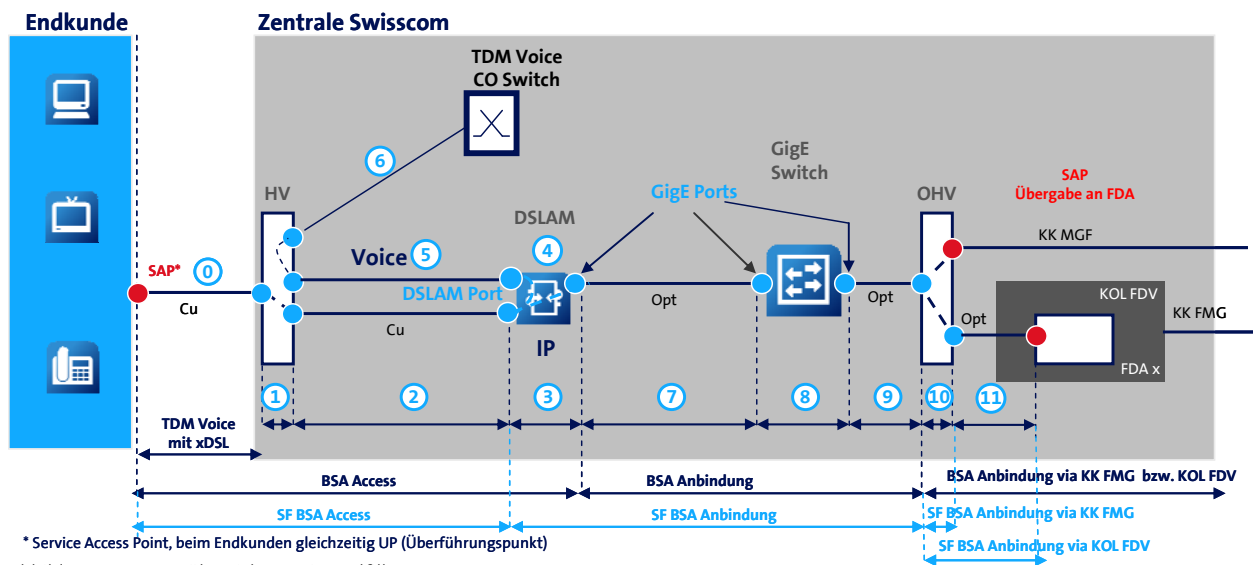 Endkunde
Zentrale Swisscom
TDM Voice
CO Switch
6
GigE
Switch
SAP
Übergabe an FDA
HV
GigE Ports
OHV
DSLAM
4
KK MGF
SAP*
0
Voice
5
DSLAM Port
Cu
Cu
IP
Opt
Opt
Opt
KOL FDV
KK FMG
FDA x
1
2
3
7
8
9
10
11
TDM Voice
mit xDSL
BSA Access
BSA Anbindung
BSA Anbindung via KK FMG bzw. KOL FDV
SF BSA Access
SF BSA Anbindung
SF BSA Anbindung via KK FMG
* Service Access Point, beim Endkunden gleichzeitig UP (Überführungspunkt)
SF BSA Anbindung via KOL FDV